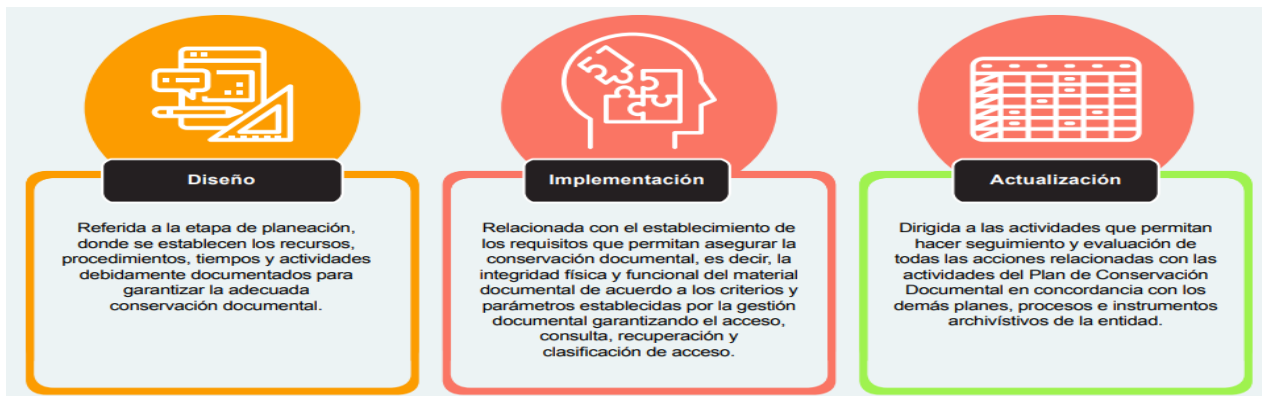 Diseño
Referida a la etapa de planeación,
donde se establecen los recursos,
procedimientos, tiempos y actividades
debidamente documentados para
garantizar la adecuada
conservación documental.
Implementación
Relacionada con el establecimiento de
los requisitos que permitan asegurar la
conservación documental, es decir, la
integridad física y funcional del material
documental de acuerdo a los criterios y
parámetros establecidas por la gestión
documental garantizando el acceso,
consulta, recuperación y
clasificación de acceso.
Actualización
Dirigida a las actividades que permitan
hacer seguimiento y evaluación de
todas las acciones relacionadas con las
actividades del Plan de Conservación
Documental en concordancia con los
demás planes, procesos e instrumentos
archivístivos de la entidad.